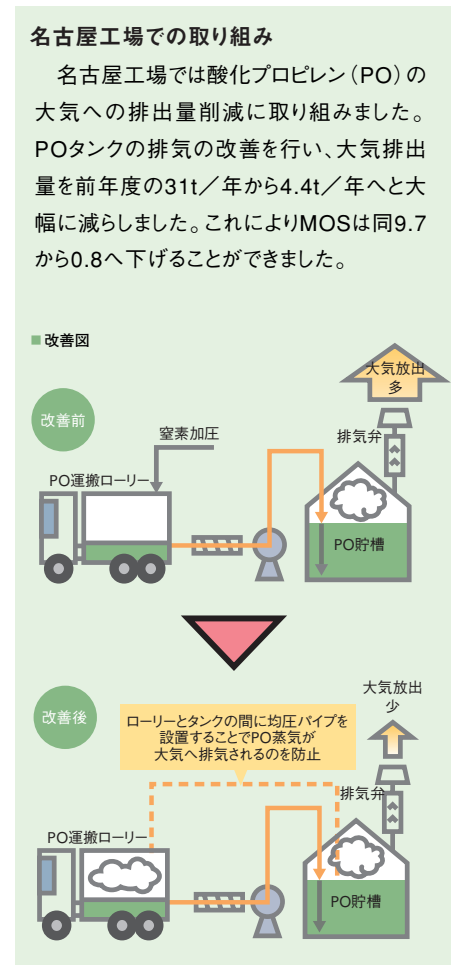 名古屋工場での取り組み
　名古屋工場では酸化プロピレン（PO）の
大気への排出量削減に取り組みました。
POタンクの排気の改善を行い、大気排出
量を前年度の31t／年から4.4t／年へと大
幅に減らしました。これによりMOSは同9.7
から0.8へ下げることができました。
■改善図
大気放出
多
改善前
窒素加圧
排気弁
PO運搬ローリー
PO貯槽
大気放出
少
改善後
ローリーとタンクの間に均圧パイプを
設置することでPO蒸気が
大気へ排気されるのを防止
排気弁
PO運搬ローリー
PO貯槽